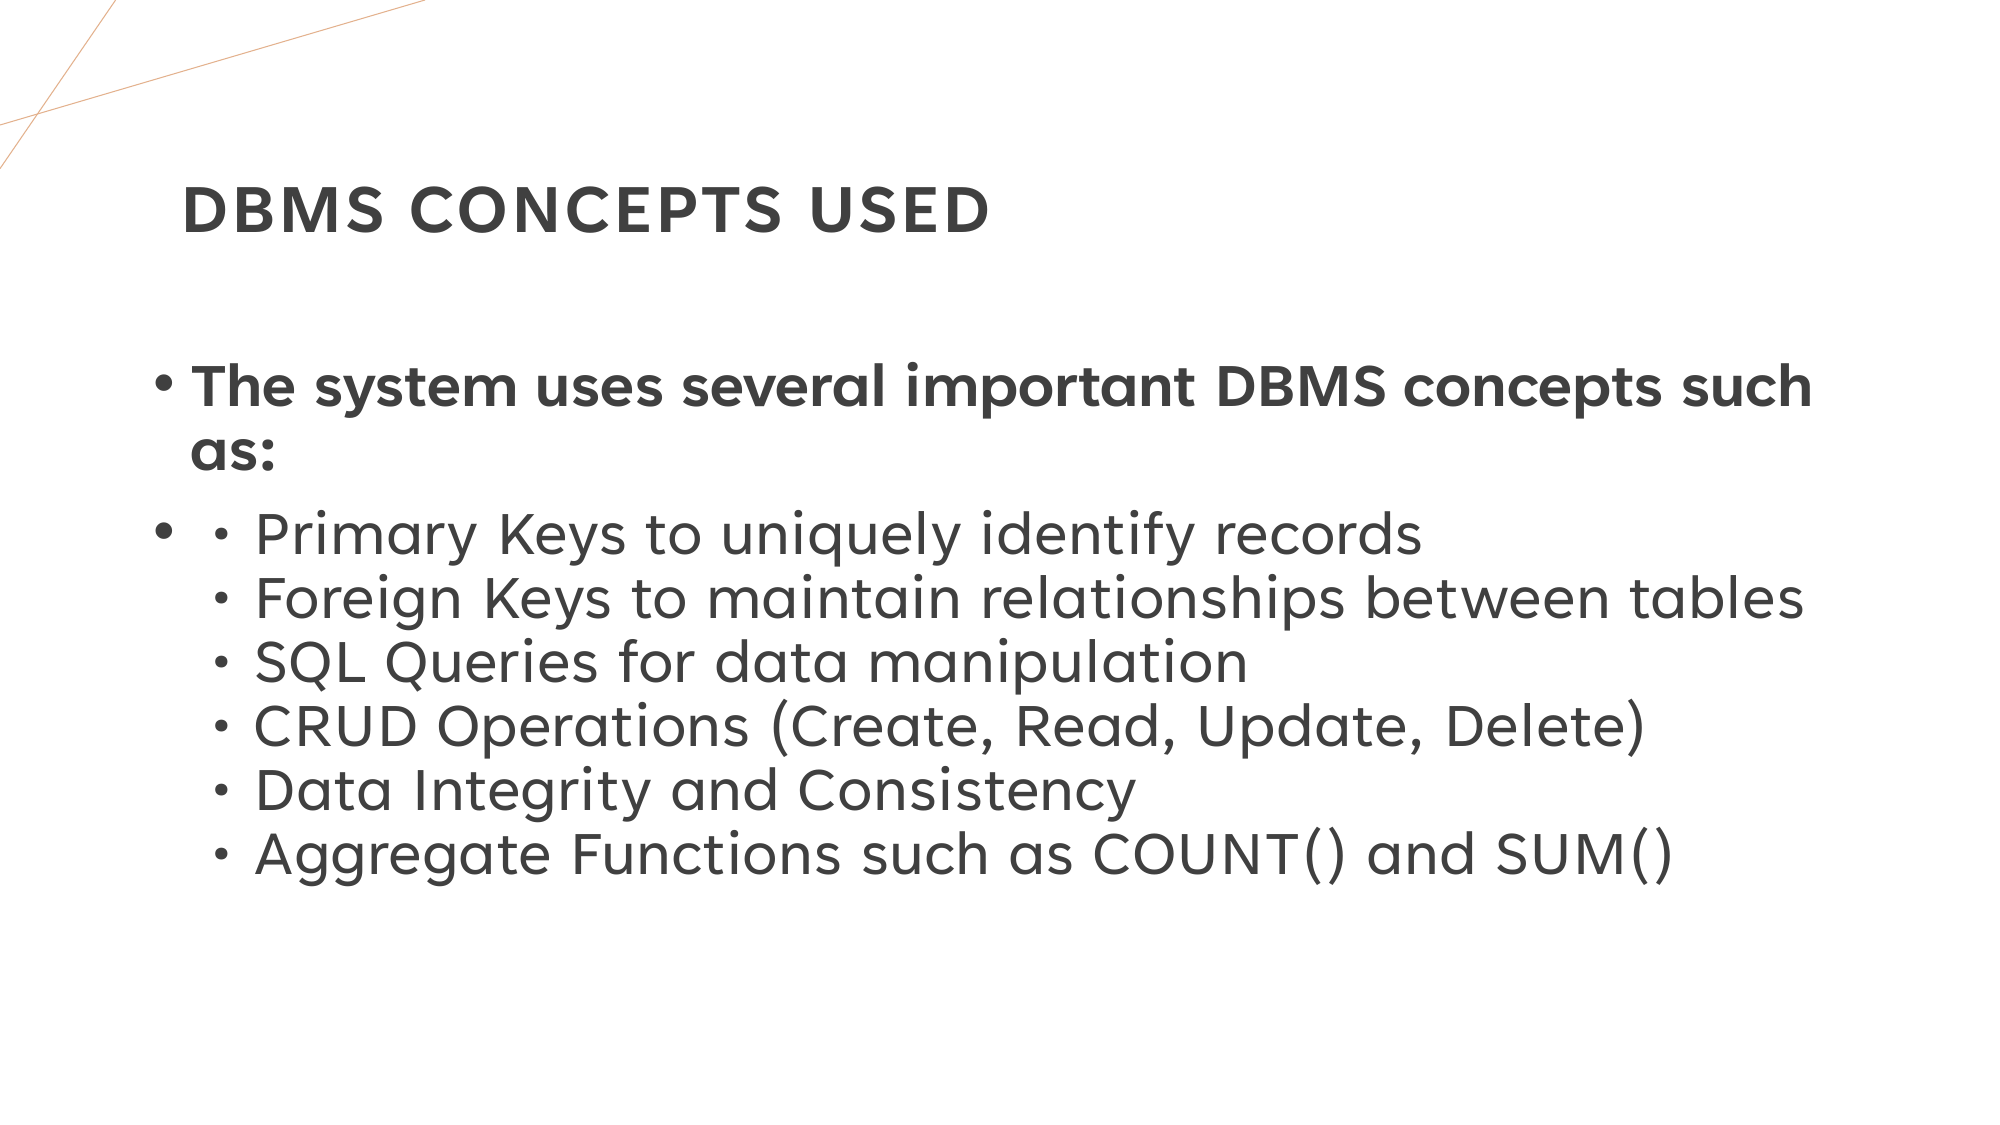 DBMS CONCEPTS USED
• The system uses several important DBMS concepts such
as:
• • Primary Keys to uniquely identify records
• Foreign Keys to maintain relationships between tables
• SQL Queries for data manipulation
• CRUD Operations (Create, Read, Update, Delete)
• Data Integrity and Consistency
• Aggregate Functions such as COUNT() and SUM()